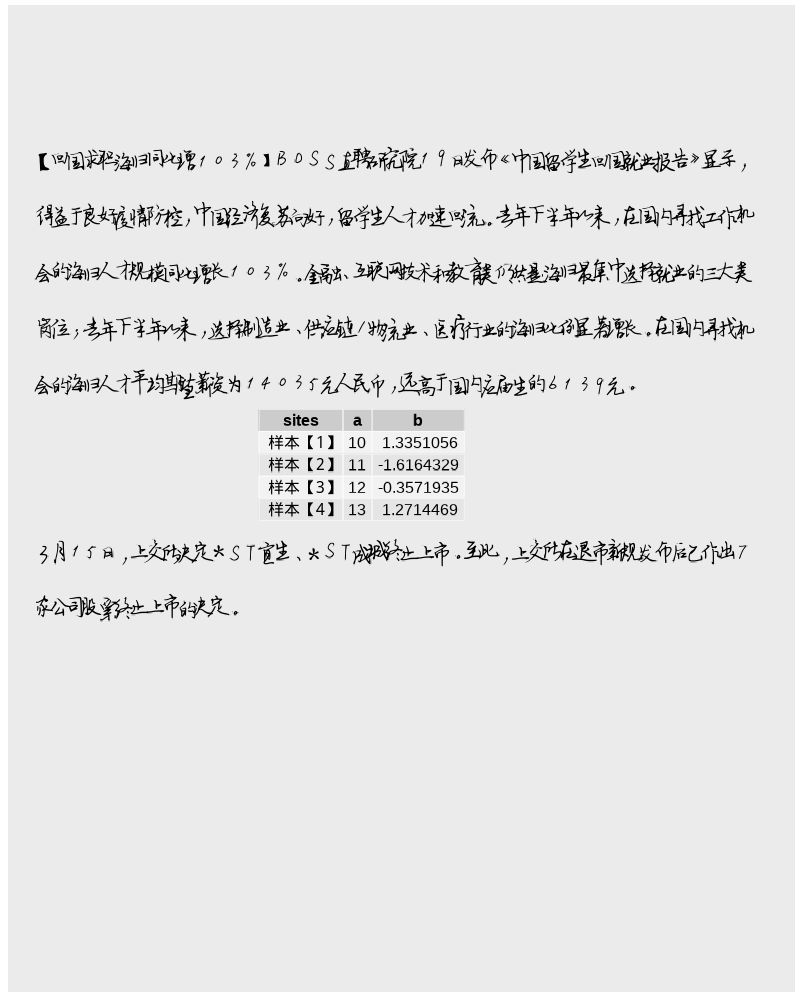 【回国求职海归同比增103%】BOSS直聘研究院19日发布《中国留学生回国就业报告》显示，
得益于良好疫情防控，中国经济复苏向好，留学生人才加速回流。去年下半年以来，在国内寻找工作机
会的海归人才规模同比增长103%。金融、互联网技术和教育类仍然是海归最集中选择就业的三大类
岗位；去年下半年以来，选择制造业、供应链/物流业、医疗行业的海归比例显著增长。在国内寻找机
会的海归人才平均期望薪资为14035元人民币，远高于国内应届生的6139元。
sites a b
样本【1】 10 1.3351056
样本【2】 11 -1.6164329
样本【3】 12 -0.3571935
样本【4】 13 1.2714469
3月15日，上交所决定*ST宜生、*ST成城终止上市。至此，上交所在退市新规发布后已作出7
家公司股票终止上市的决定。